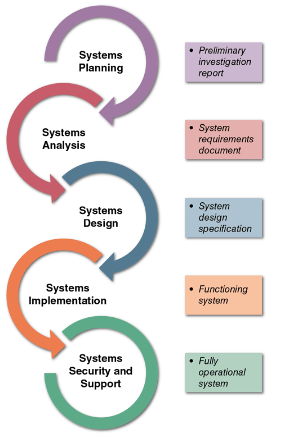 Systems
Planning
• Preliminary
investigation
report
Systems
Analysis
• System
requirements
document
Systems
Design
• System
design
specification
Systems
Implementation
• Functioning
system
Systems
Security and
Support
• Fully
operational
system